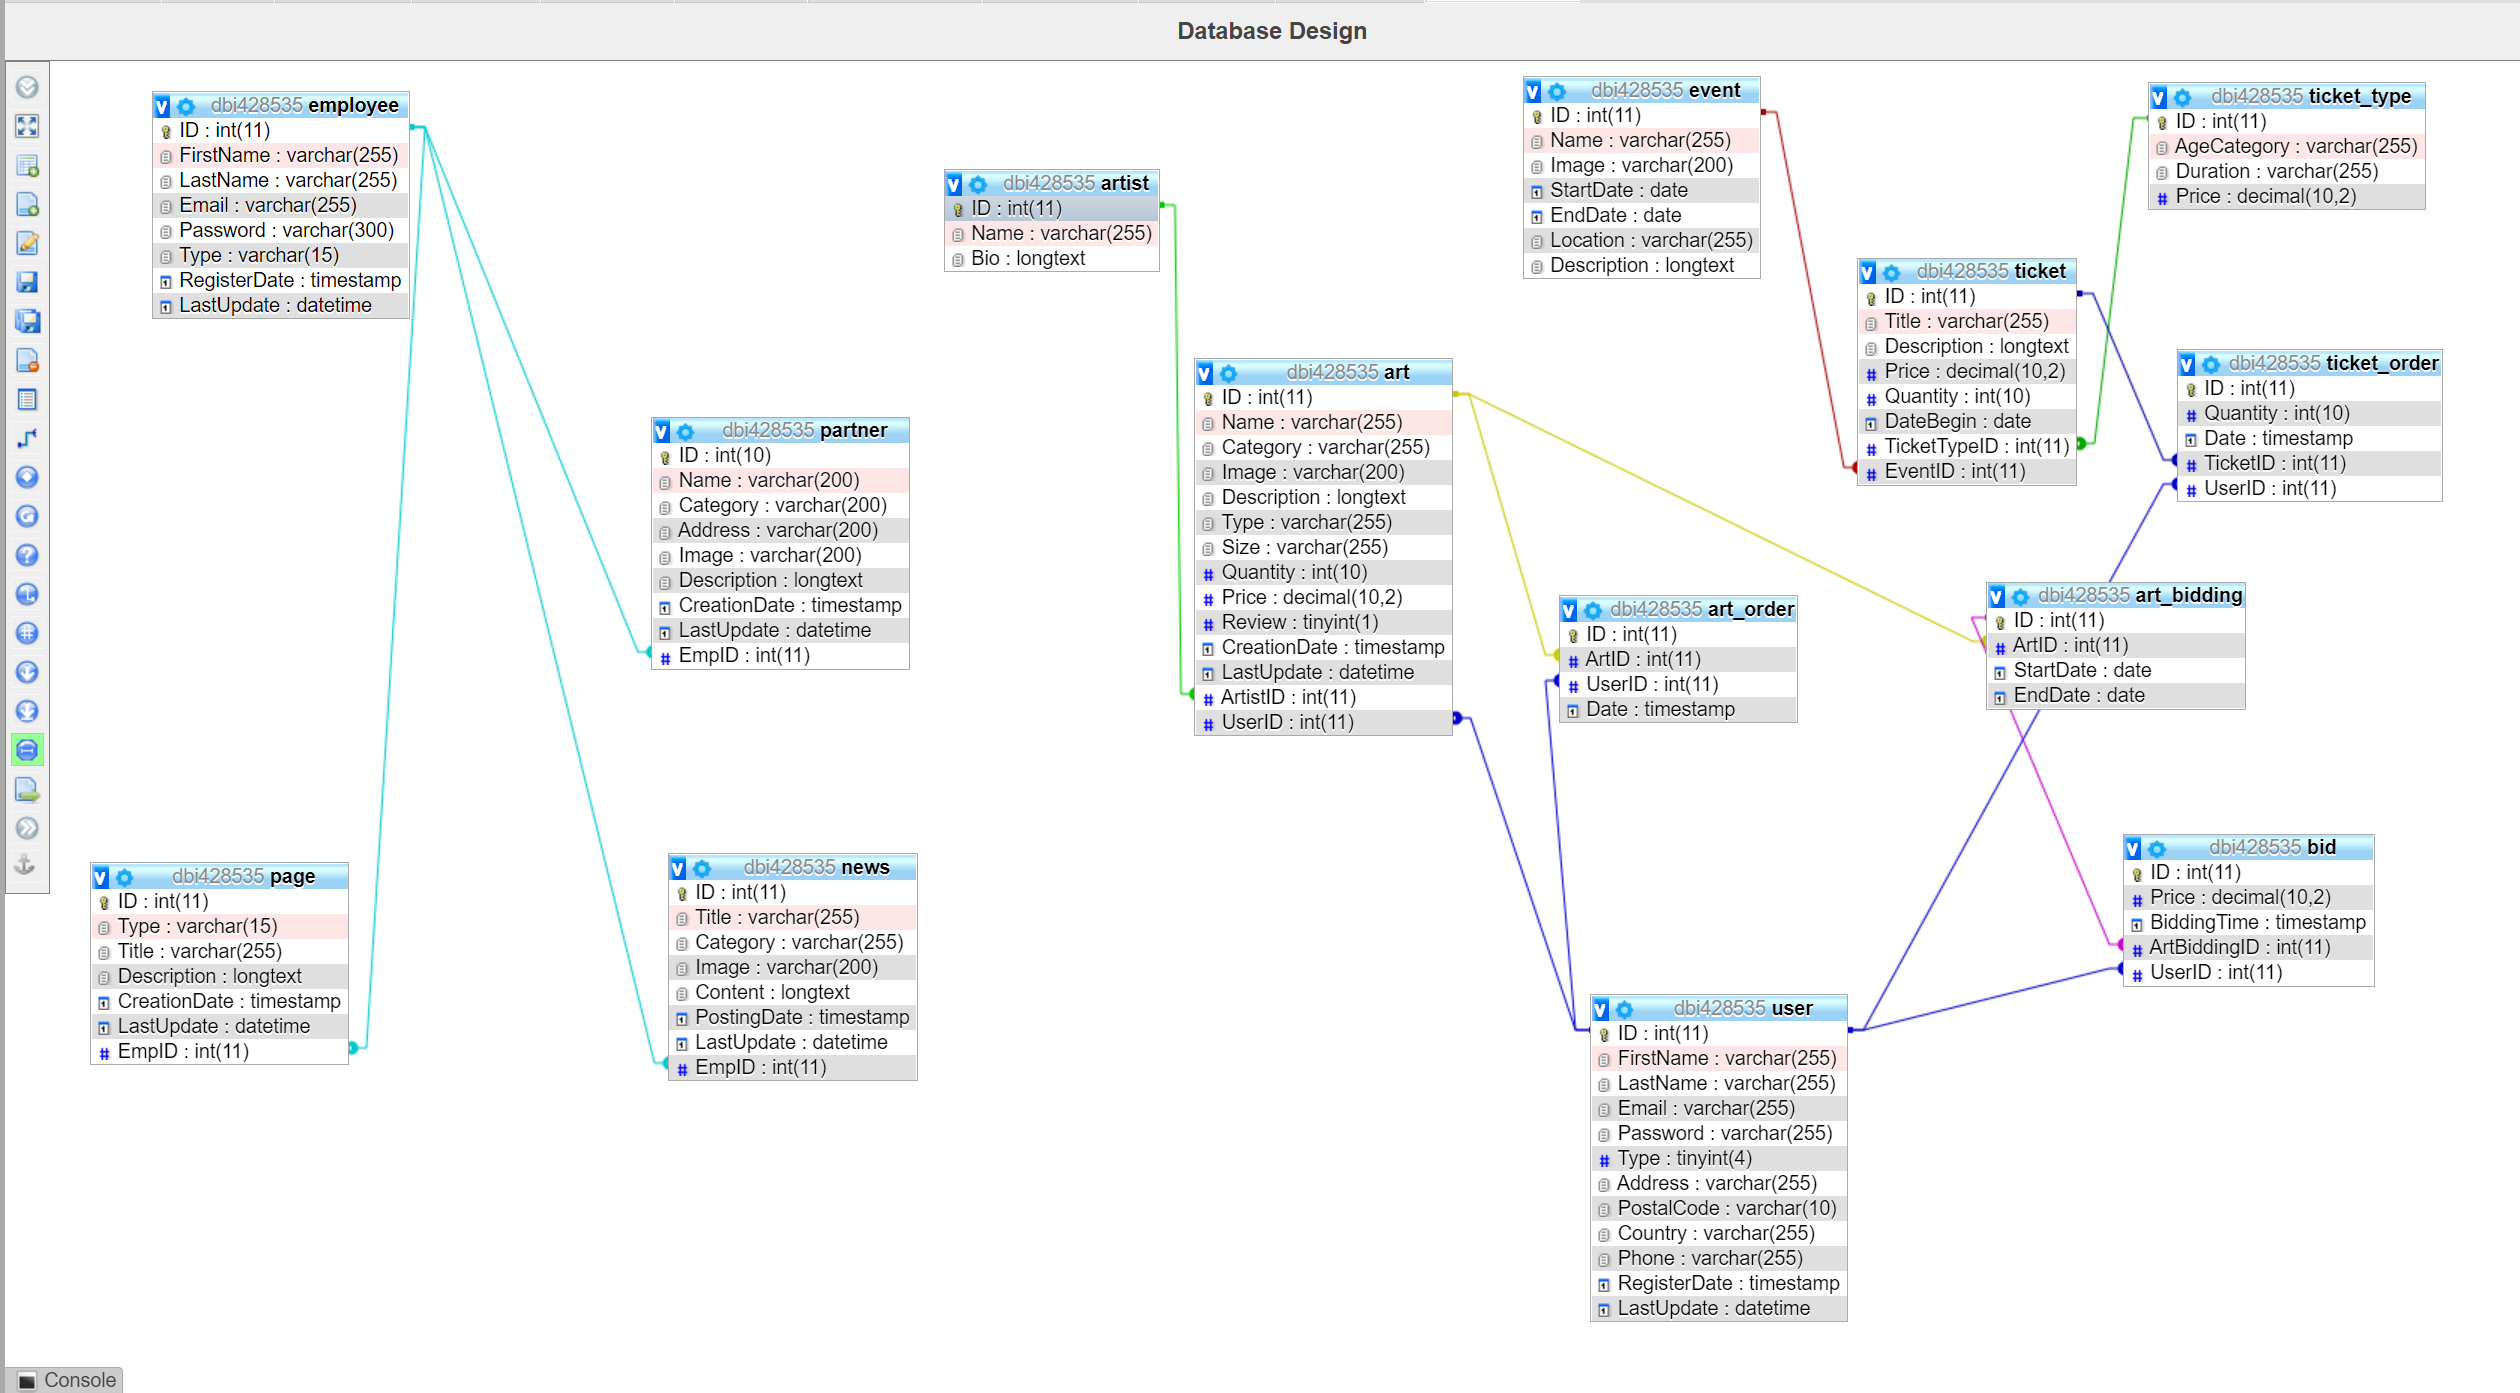 Database Design
dbi428535 employee
ID : int(11)
FirstName : varchar(255)
LastName : varchar(255)
Email : varchar(255)
Password : varchar(300)
Type : varchar(15)
RegisterDate : timestamp
LastUpdate : datetime
dbi428535 artist
ID : int(11)
Name : varchar(255)
Bio : longtext
dbi428535 event
ID : int(11)
Name : varchar(255)
Image : varchar(200)
StartDate : date
EndDate : date
Location : varchar(255)
Description : longtext
dbi428535 ticket_type
ID : int(11)
AgeCategory : varchar(255)
Duration : varchar(255)
Price : decimal(10,2)
dbi428535 ticket
ID : int(11)
Title : varchar(255)
Description : longtext
Price : decimal(10,2)
Quantity : int(10)
DateBegin : date
TicketTypeID : int(11)
EventID : int(11)
dbi428535 ticket_order
ID : int(11)
Quantity : int(10)
Date : timestamp
TicketID : int(11)
UserID : int(11)
dbi428535 partner
ID : int(10)
Name : varchar(200)
Category : varchar(200)
Address : varchar(200)
Image : varchar(200)
Description : longtext
CreationDate : timestamp
LastUpdate : datetime
EmpID : int(11)
dbi428535 art
ID : int(11)
Name : varchar(255)
Category : varchar(255)
Image : varchar(200)
Description : longtext
Type : varchar(255)
Size : varchar(255)
Quantity : int(10)
Price : decimal(10,2)
Review : tinyint(1)
CreationDate : timestamp
LastUpdate : datetime
ArtistID : int(11)
UserID : int(11)
dbi428535 art_order
ID : int(11)
ArtID : int(11)
UserID : int(11)
Date : timestamp
dbi428535 art_bidding
ID : int(11)
ArtID : int(11)
StartDate : date
EndDate : date
dbi428535 page
ID : int(11)
Type : varchar(15)
Title : varchar(255)
Description : longtext
CreationDate : timestamp
LastUpdate : datetime
EmpID : int(11)
dbi428535 news
ID : int(11)
Title : varchar(255)
Category : varchar(255)
Image : varchar(200)
Content : longtext
PostingDate : timestamp
LastUpdate : datetime
EmpID : int(11)
dbi428535 bid
ID : int(11)
Price : decimal(10,2)
BiddingTime : timestamp
ArtBiddingID : int(11)
UserID : int(11)
dbi428535 user
ID : int(11)
FirstName : varchar(255)
LastName : varchar(255)
Email : varchar(255)
Password : varchar(255)
Type : tinyint(4)
Address : varchar(255)
PostalCode : varchar(10)
Country : varchar(255)
Phone : varchar(255)
RegisterDate : timestamp
LastUpdate : datetime
Console